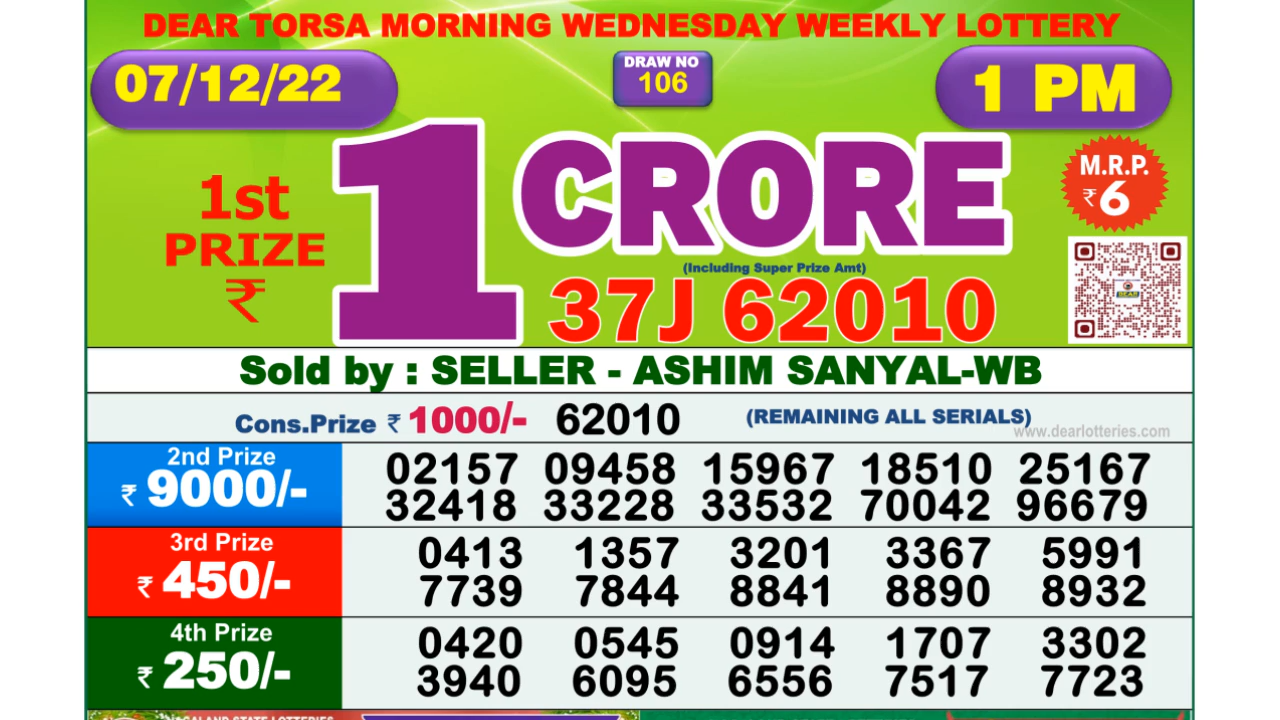 DEAR TORSA MORNING WEDNESDAY WEEKLY LOTTERY
07/12/22
DRAW NO
106
1 PM
1st
PRIZE
₹
1 CRORE
M.R.P.
₹6
(Including Super Prize Amt)
37J 62010
Sold by : SELLER - ASHIM SANYAL-WB
Cons.Prize ₹ 1000/- 62010 (REMAINING ALL SERIALS)
www.dearlotteries.com
2nd Prize
₹ 9000/-
02157 09458 15967 18510 25167
32418 33228 33532 70042 96679
3rd Prize
₹ 450/-
0413 1357 3201 3367 5991
7739 7844 8841 8890 8932
4th Prize
₹ 250/-
0420 0545 0914 1707 3302
3940 6095 6556 7517 7723
STATE LOTTERIES